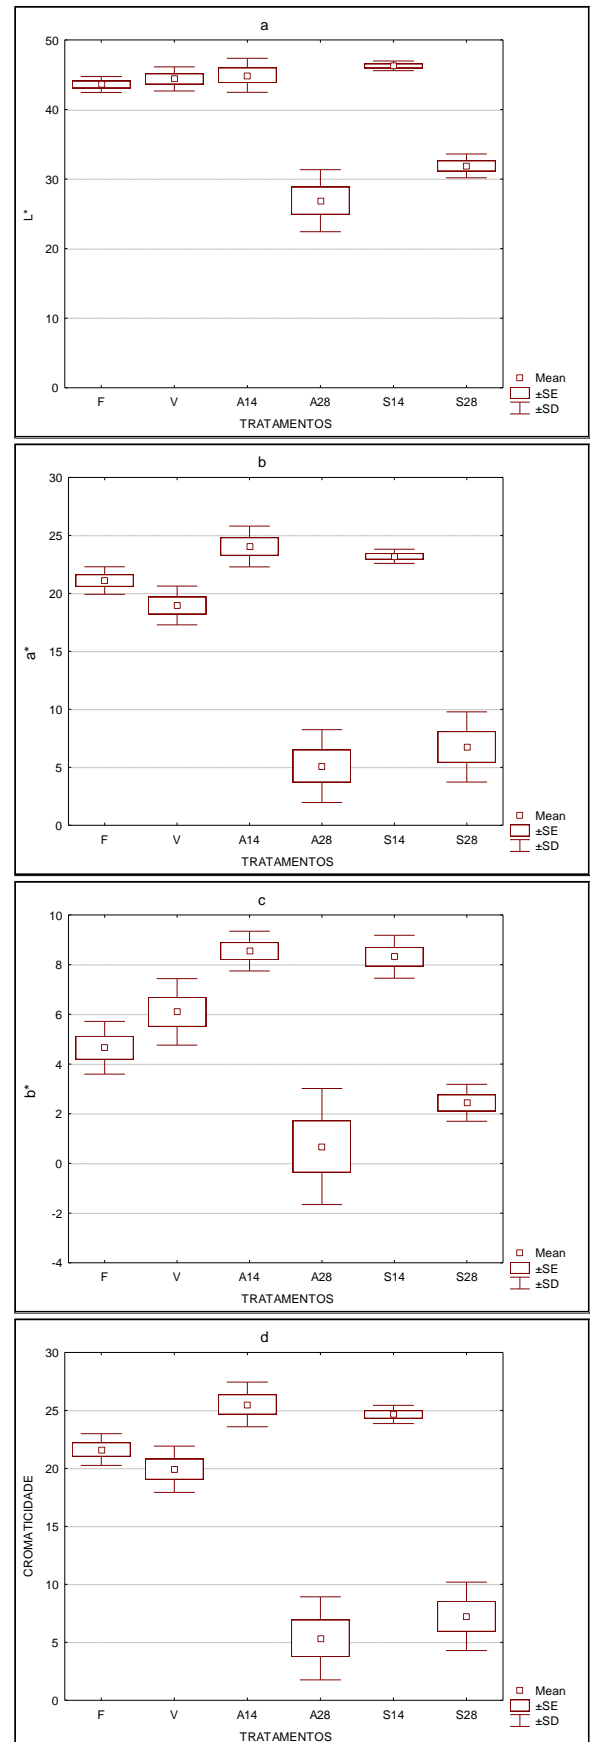 a
50
40
30
20
10
0
L*
F V A14 A28 S14 S28
TRATAMENTOS
Mean
±SE
±SD
b
30
25
20
15
10
5
0
a*
F V A14 A28 S14 S28
TRATAMENTOS
Mean
±SE
±SD
c
10
8
6
4
2
0
-2
-4
b*
F V A14 A28 S14 S28
TRATAMENTOS
Mean
±SE
±SD
d
30
25
20
15
10
5
0
CROMATICIDADE
F V A14 A28 S14 S28
TRATAMENTOS
Mean
±SE
±SD